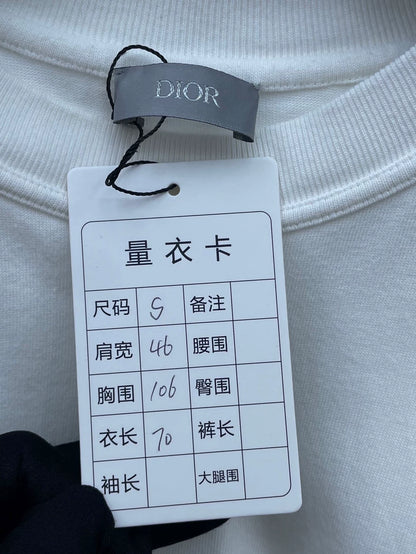 DIOR
量衣卡
尺码 S 备注
肩宽 46 腰围
胸围 106 臀围
衣长 70 裤长
袖长 大腿围